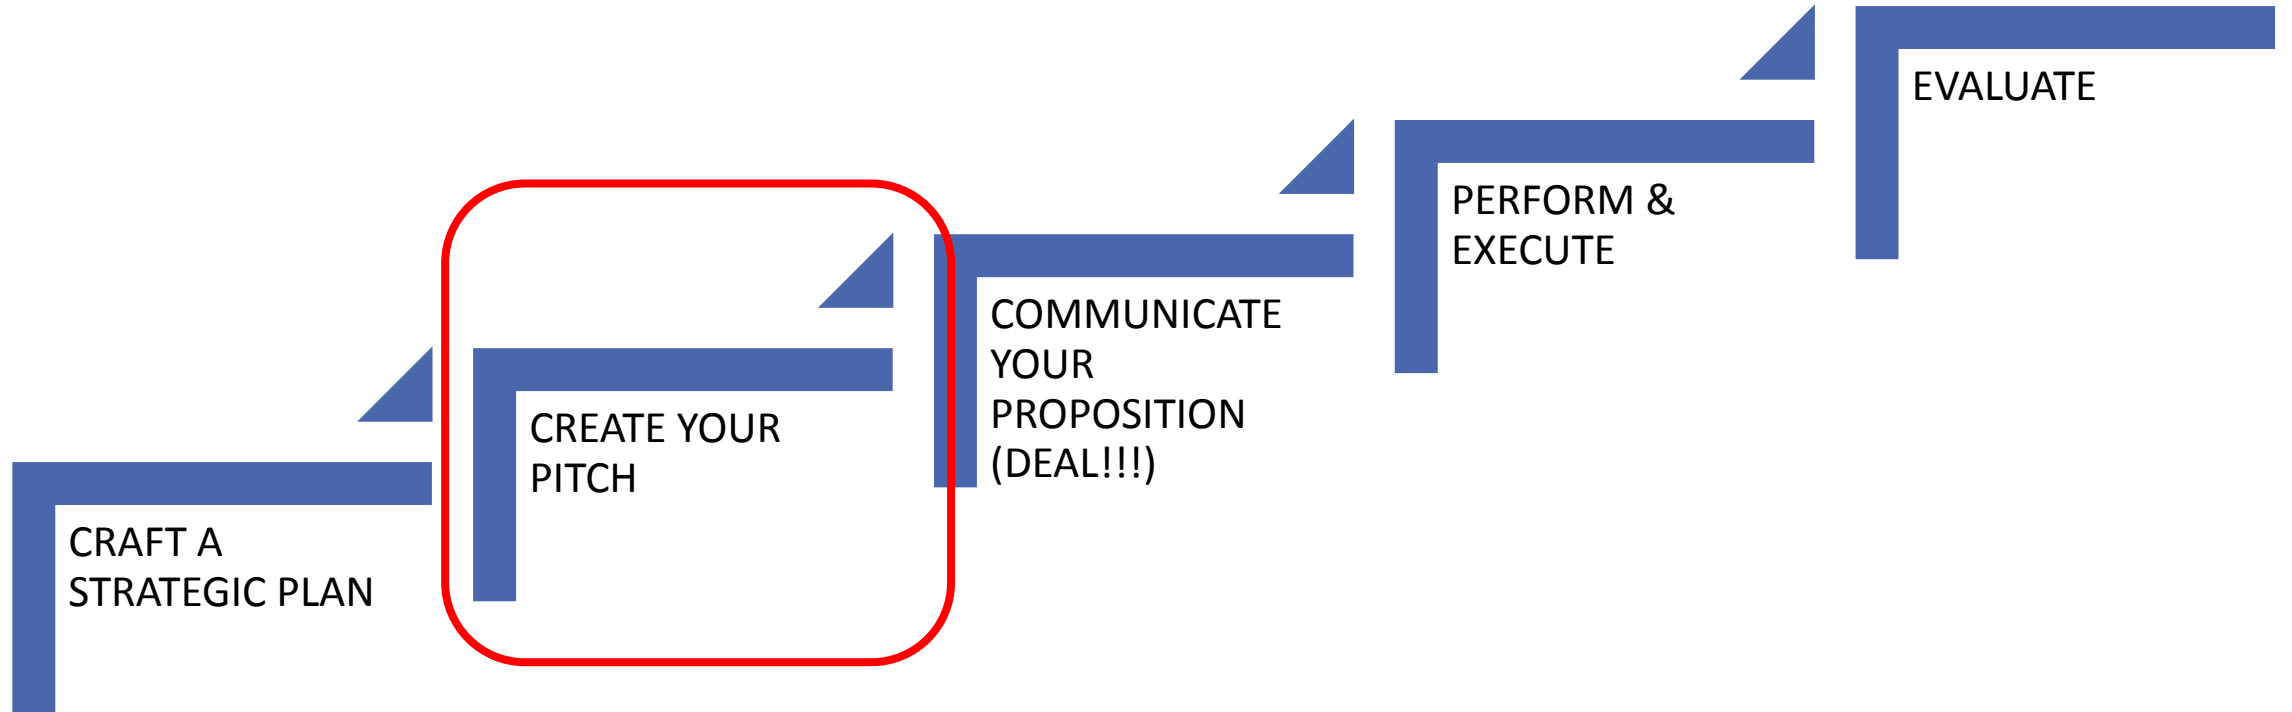 CRAFT A
STRATEGIC PLAN
CREATE YOUR
PITCH
COMMUNICATE
YOUR
PROPOSITION
(DEAL!!!)
PERFORM &
EXECUTE
EVALUATE